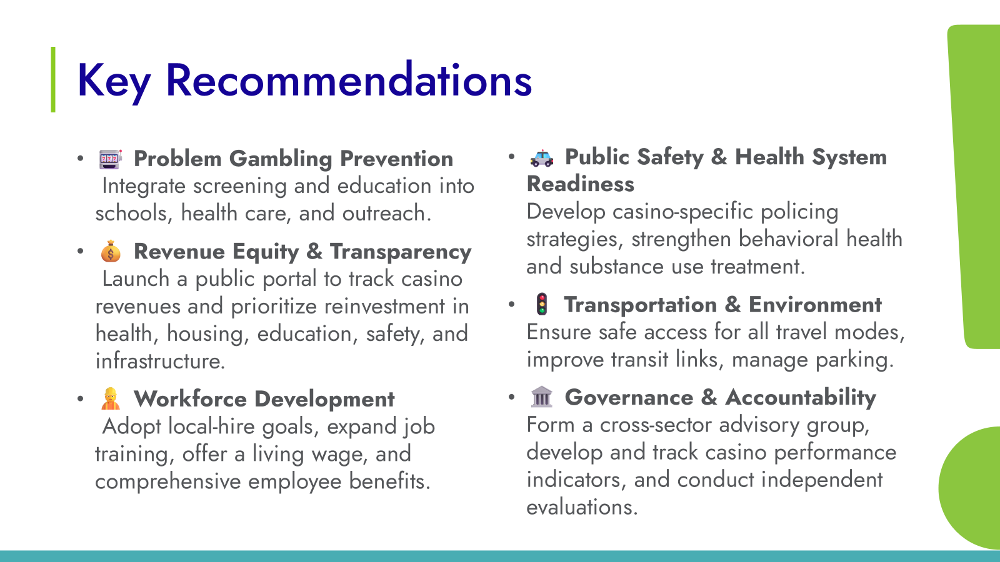 Key Recommendations
• 🎰 Problem Gambling Prevention
Integrate screening and education into
schools, health care, and outreach.
• 💰 Revenue Equity & Transparency
Launch a public portal to track casino
revenues and prioritize reinvestment in
health, housing, education, safety, and
infrastructure.
• 👷 Workforce Development
Adopt local-hire goals, expand job
training, offer a living wage, and
comprehensive employee benefits.
• 🚓 Public Safety & Health System
Readiness
Develop casino-specific policing
strategies, strengthen behavioral health
and substance use treatment.
• 🚦 Transportation & Environment
Ensure safe access for all travel modes,
improve transit links, manage parking.
• 🏛️ Governance & Accountability
Form a cross-sector advisory group,
develop and track casino performance
indicators, and conduct independent
evaluations.